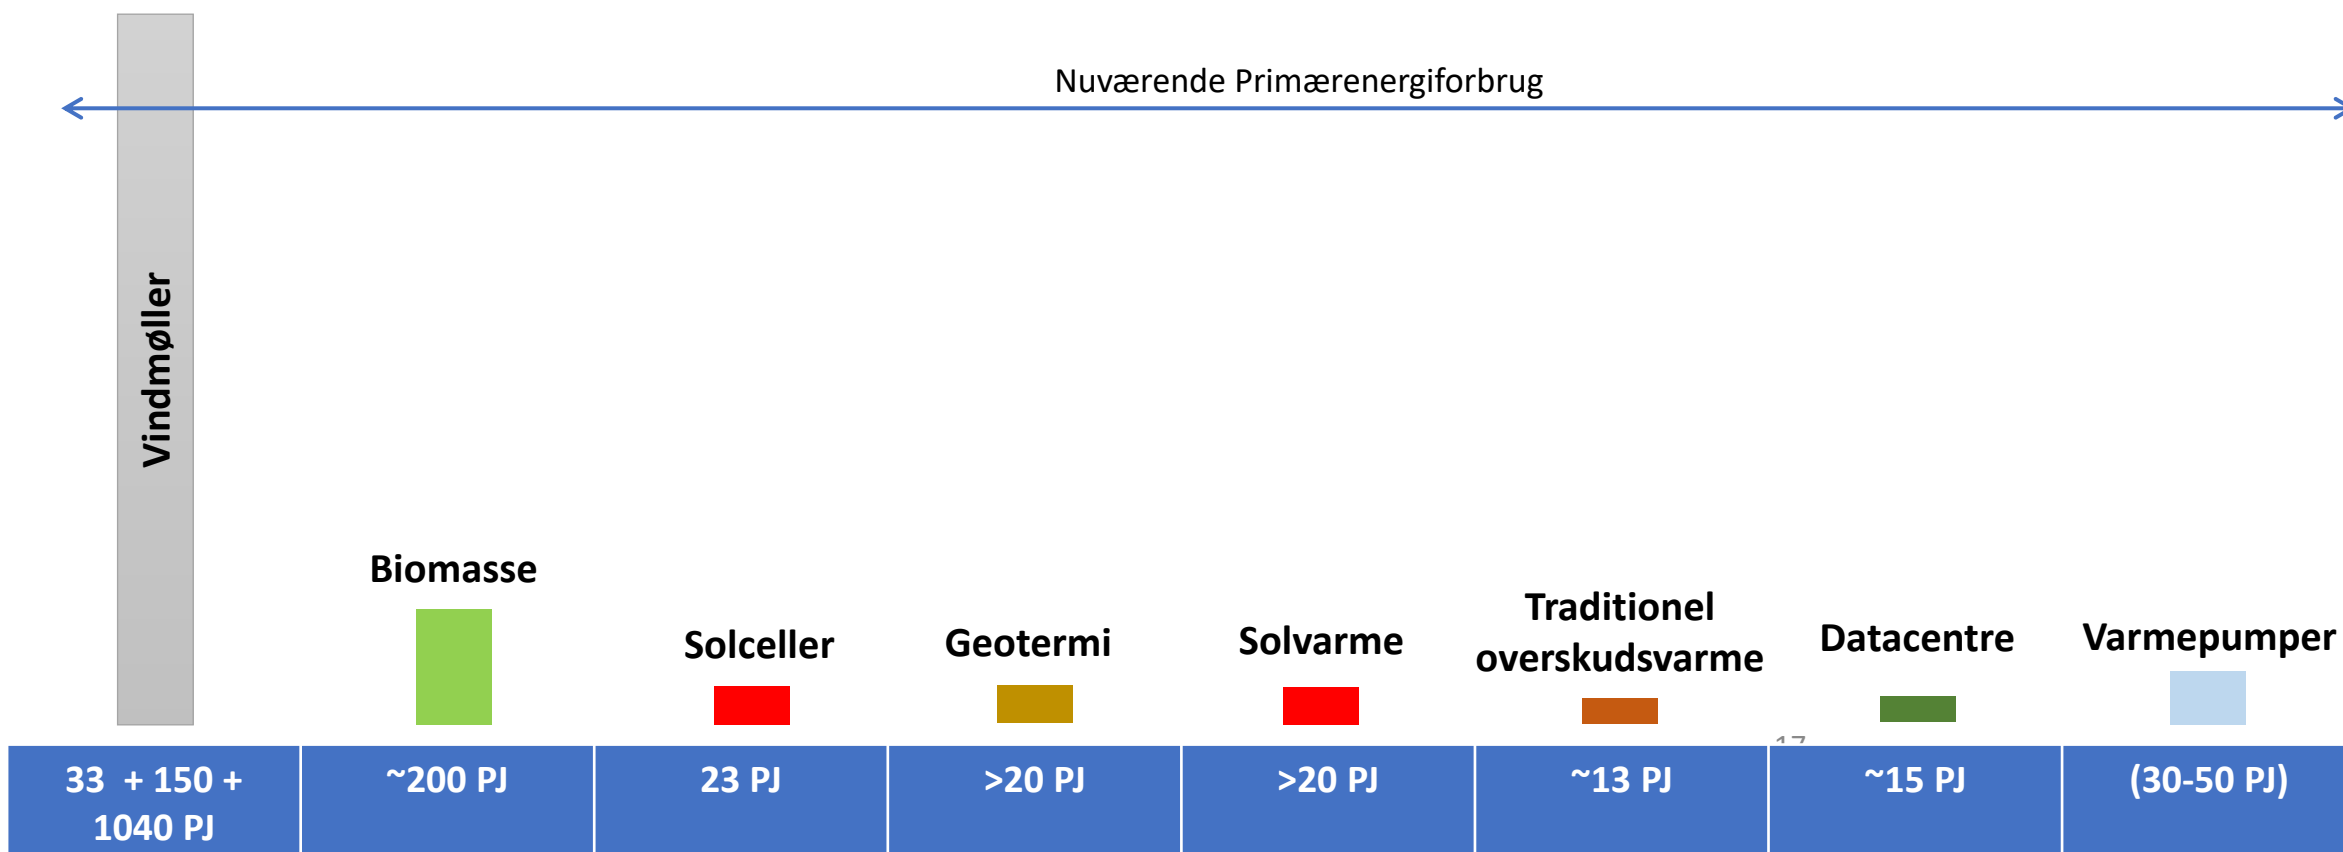 Nuværende Primærenergiforbrug
Vindmøller
Biomasse
Solceller
Geotermi
Solvarme
Traditionel
overskudsvarme
Datacentre
Varmepumper
17
33 + 150 +
1040 PJ
~200 PJ
23 PJ
>20 PJ
>20 PJ
~13 PJ
~15 PJ
(30-50 PJ)